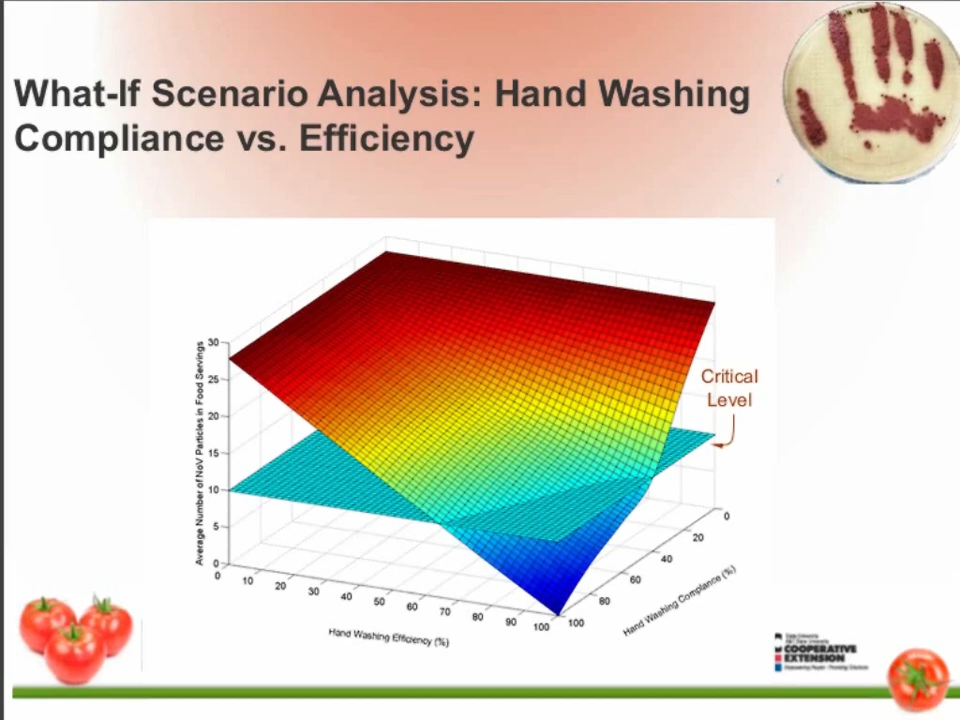 What-If Scenario Analysis: Hand Washing
Compliance vs. Efficiency
Critical
Level
Average Number of NoV Particles in Food Servings
30
25
20
15
10
5
0
0
10
20
30
40
50
60
70
80
90
100
Hand Washing Efficiency (%)
100
80
60
40
20
0
Hand Washing Complance (%)
COOPERATIVE
EXTENSION